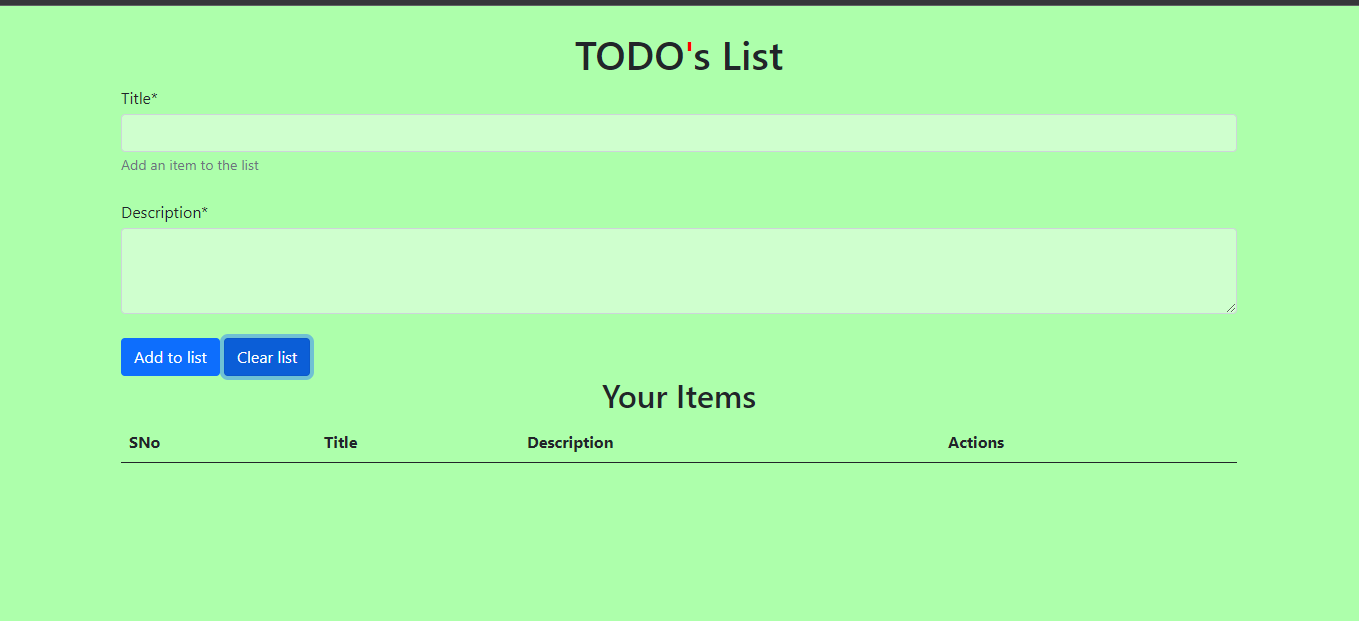 TODO's List
Title*
Add an item to the list
Description*
Add to list Clear list
Your Items
SNo Title Description Actions